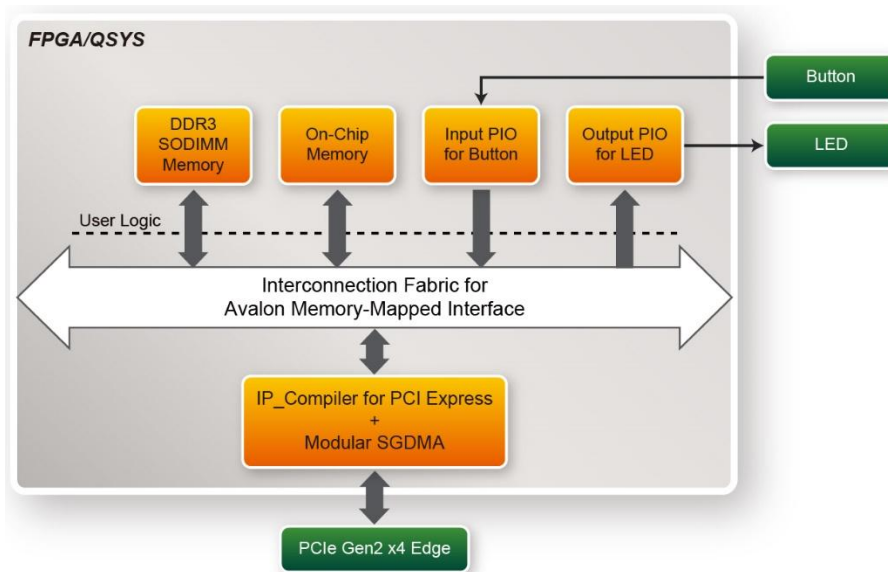 FPGA/QSYS
Button
DDR3
SODIMM
Memory
On-Chip
Memory
Input PIO
for Button
Output PIO
for LED
LED
User Logic
Interconnection Fabric for
Avalon Memory-Mapped Interface
IP_Compiler for PCI Express
+
Modular SGDMA
PCIe Gen2 x4 Edge